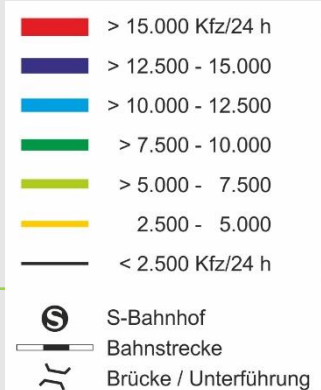 > 15.000 Kfz/24 h
> 12.500 - 15.000
> 10.000 - 12.500
> 7.500 - 10.000
> 5.000 - 7.500
2.500 - 5.000
< 2.500 Kfz/24 h
S S-Bahnhof
Bahnstrecke
Brücke / Unterführung